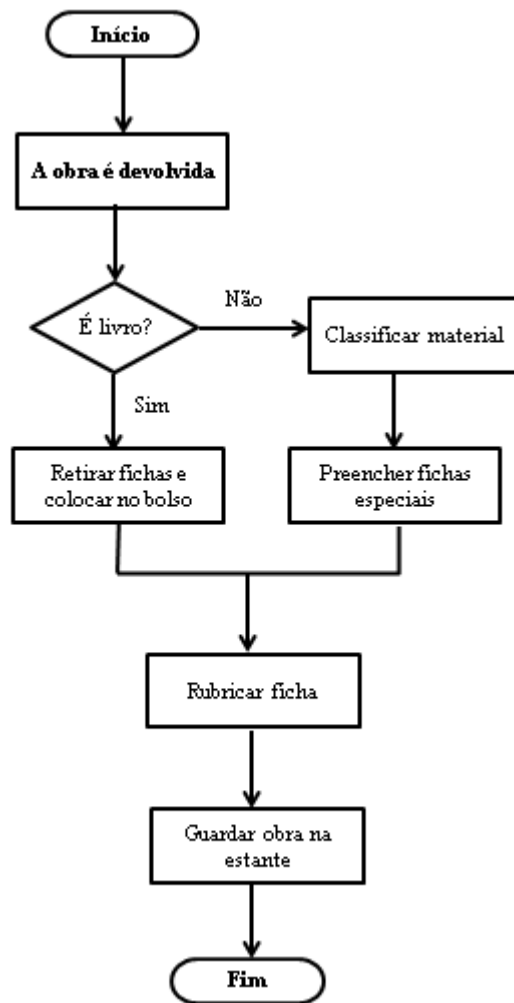 Início
A obra é devolvida
É livro?
Não
Classificar material
Sim
Retirar fichas e
colocar no bolso
Preencher fichas
especiais
Rubricar ficha
Guardar obra na
estante
Fim